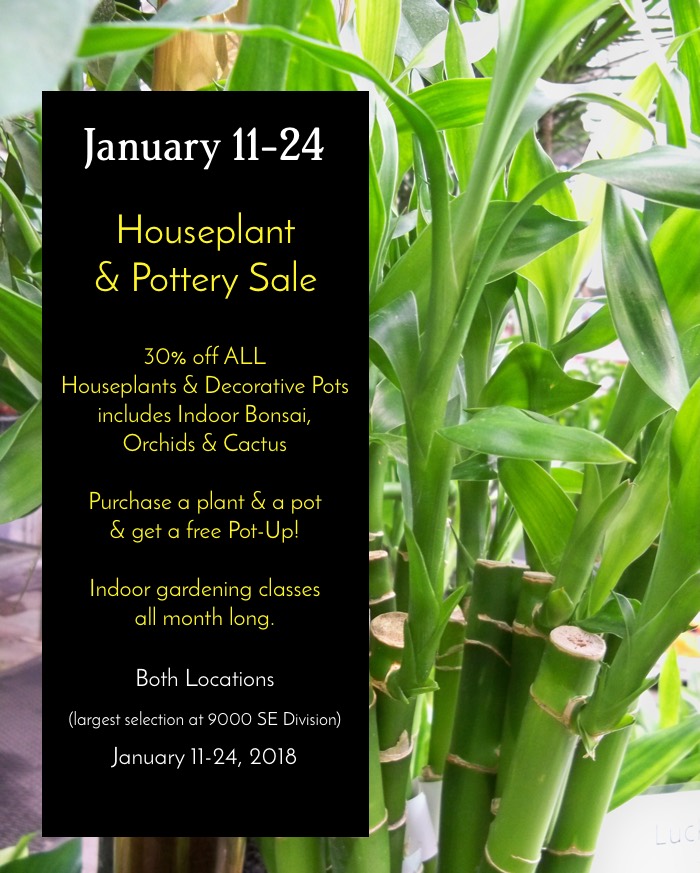 January 11-24
Houseplant
& Pottery Sale
30% off ALL
Houseplants & Decorative Pots
includes Indoor Bonsai,
Orchids & Cactus
Purchase a plant & a pot
& get a free Pot-Up!
Indoor gardening classes
all month long.
Both Locations
(largest selection at 9000 SE Division)
January 11-24, 2018